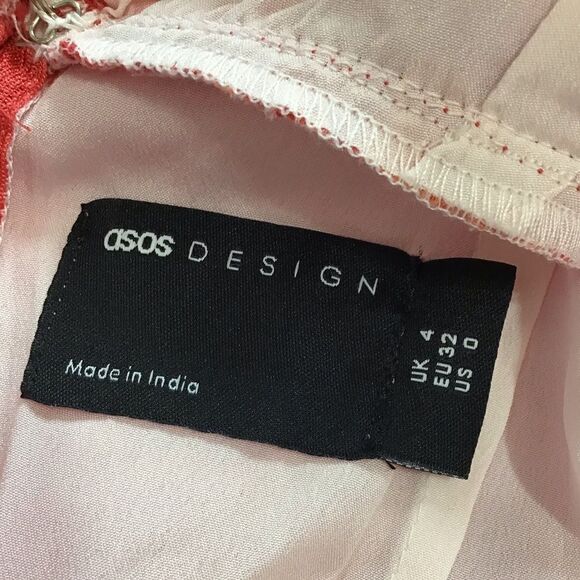 asos DESIGN
Made in India
UK 4
EU 32
US 0